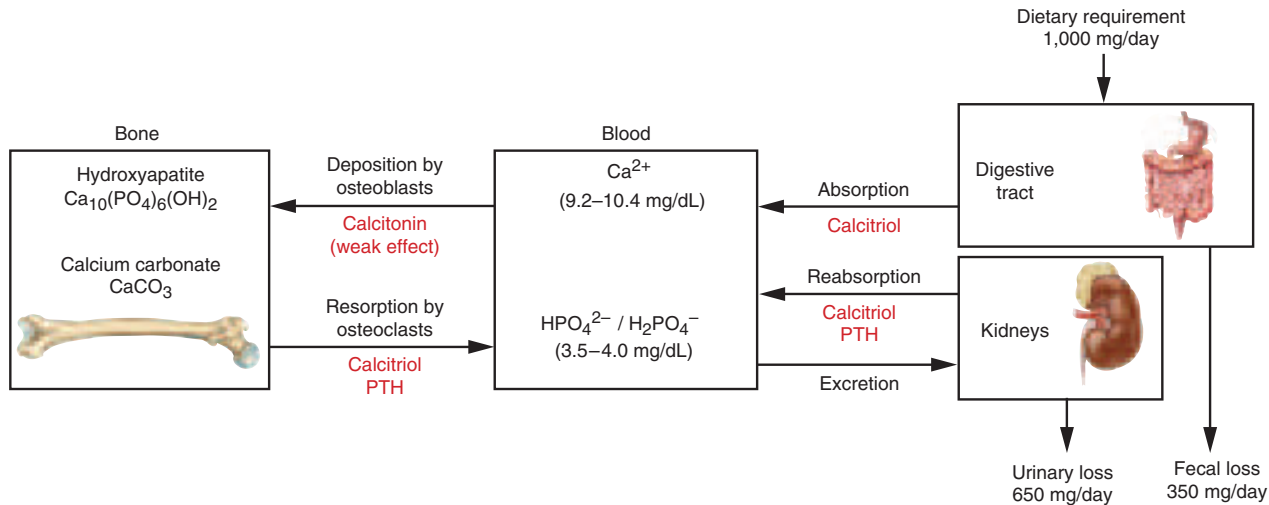 Dietary requirement
1,000 mg/day
Bone
Hydroxyapatite
Ca₁₀(PO₄)₆(OH)₂
Calcium carbonate
CaCO₃
Deposition by
osteoblasts
Calcitonin
(weak effect)
Resorption by
osteoclasts
Calcitriol
PTH
Blood
Ca²⁺
(9.2–10.4 mg/dL)
HPO₄²⁻ / H₂PO₄⁻
(3.5–4.0 mg/dL)
Absorption
Calcitriol
Reabsorption
Calcitriol
PTH
Excretion
Digestive
tract
Kidneys
Urinary loss
650 mg/day
Fecal loss
350 mg/day